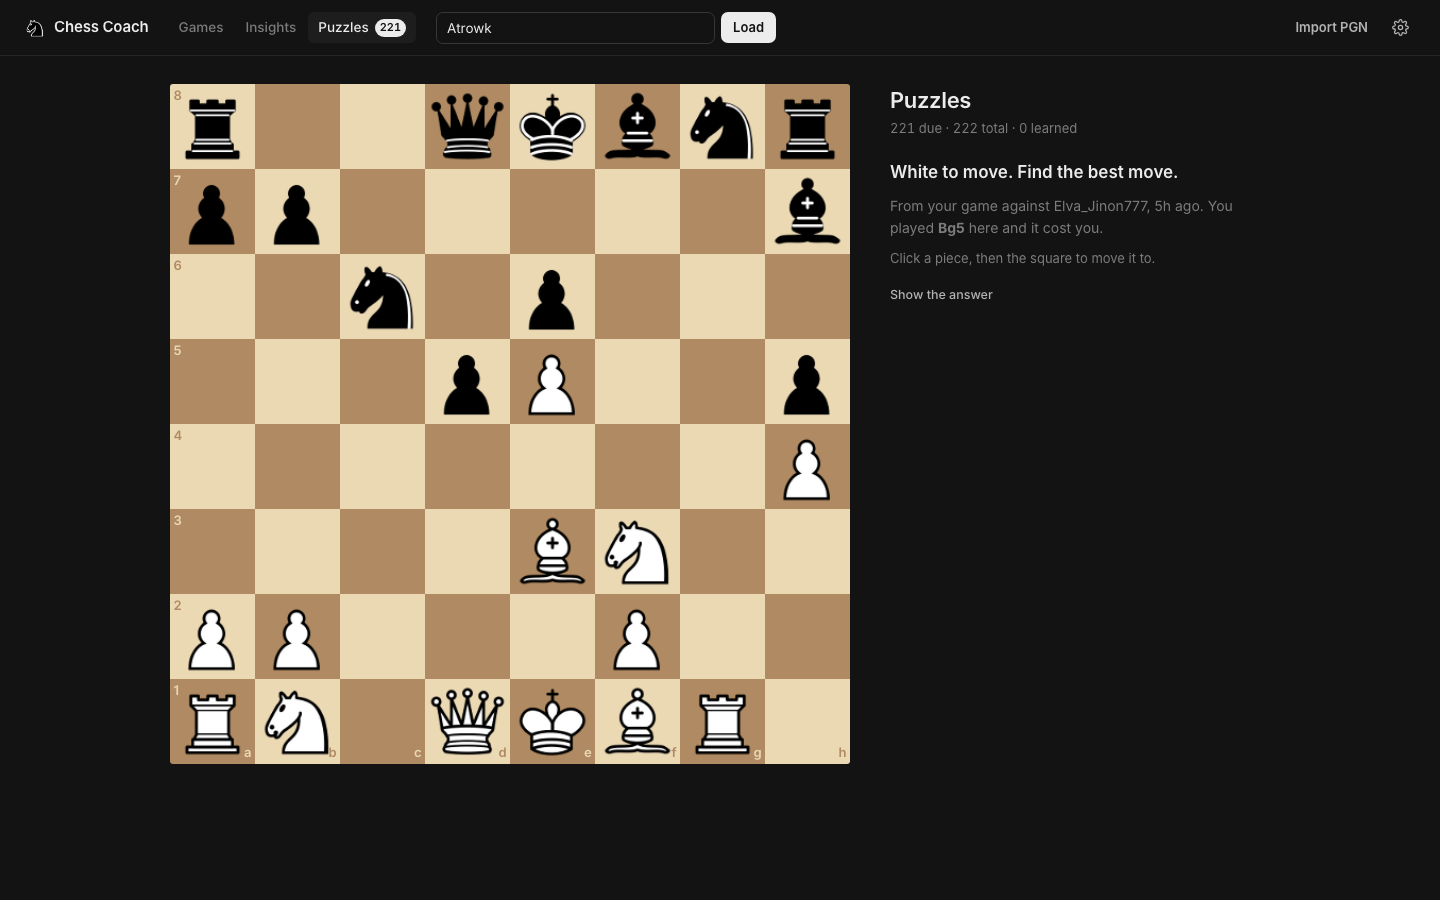 Chess Coach
Games
Insights
Puzzles 221
Atrowk
Load
Import PGN
8
7
6
5
4
3
2
1
a
b
c
d
e
f
g
h
Puzzles
221 due · 222 total · 0 learned
White to move. Find the best move.
From your game against Elva_Jinon777, 5h ago. You
played Bg5 here and it cost you.
Click a piece, then the square to move it to.
Show the answer